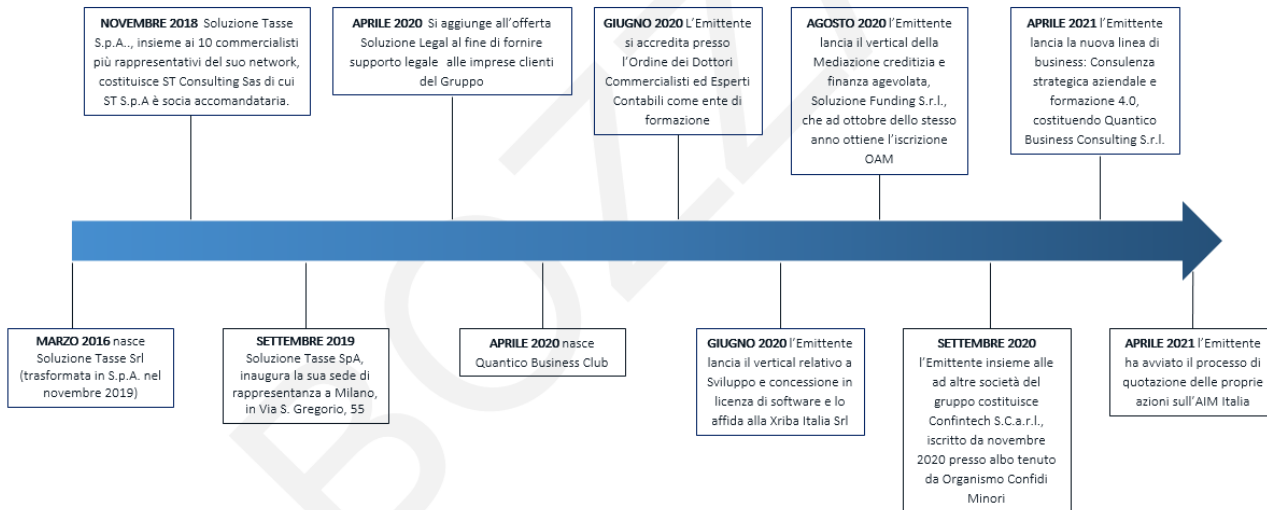 NOVEMBRE 2018 Soluzione Tasse
S.p.A.., insieme ai 10 commercialisti
più rappresentativi del suo network,
costituisce ST Consulting Sas di cui
ST S.p.A è socia accomandataria.
APRILE 2020 Si aggiunge all'offerta
Soluzione Legal al fine di fornire
supporto legale alle imprese clienti
del Gruppo
GIUGNO 2020 L'Emittente
si accredita presso
l'Ordine dei Dottori
Commercialisti ed Esperti
Contabili come ente di
formazione
AGOSTO 2020 l'Emittente
lancia il vertical della
Mediazione creditizia e
finanza agevolata,
Soluzione Funding S.r.l.,
che ad ottobre dello stesso
anno ottiene l'iscrizione
OAM
APRILE 2021 l'Emittente
lancia la nuova linea di
business: Consulenza
strategica aziendale e
formazione 4.0,
costituendo Quantico
Business Consulting S.r.l.
MARZO 2016 nasce
Soluzione Tasse Srl
(trasformata in S.p.A. nel
novembre 2019)
SETTEMBRE 2019
Soluzione Tasse SpA,
inaugura la sua sede di
rappresentanza a Milano,
in Via S. Gregorio, 55
APRILE 2020 nasce
Quantico Business Club
GIUGNO 2020 l'Emittente
lancia il vertical relativo a
Sviluppo e concessione in
licenza di software e lo
affida alla Xriba Italia Srl
SETTEMBRE 2020
l'Emittente insieme alle
ad altre società del
gruppo costituisce
Confintech S.C.a.r.l.,
iscritto da novembre
2020 presso albo tenuto
da Organismo Confidi
Minori
APRILE 2021 l'Emittente
ha avviato il processo di
quotazione delle proprie
azioni sull'AIM Italia
BOZZ